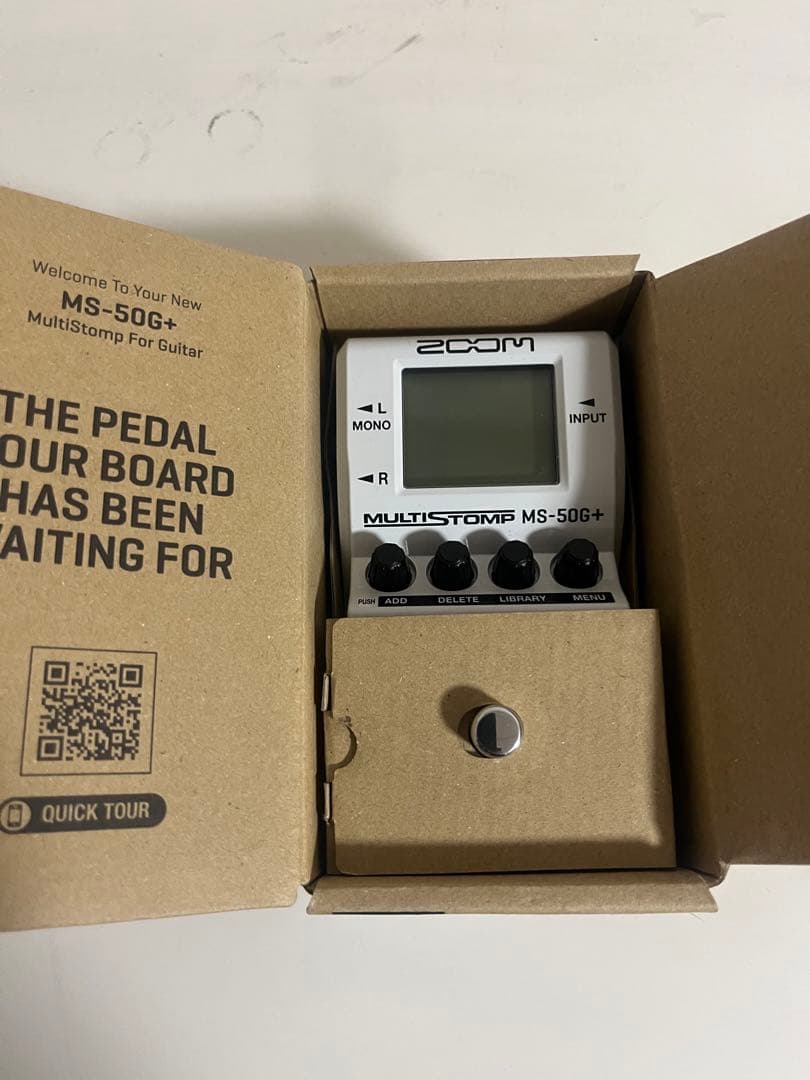 Welcome To Your New
MS-50G+
MultiStomp For Guitar
THE PEDAL
OUR BOARD
HAS BEEN
AITING FOR
QUICK TOUR
ZOOM
L
MONO
R
INPUT
MULTISTOMP MS-50G+
PUSH ADD DELETE LIBRARY MENU